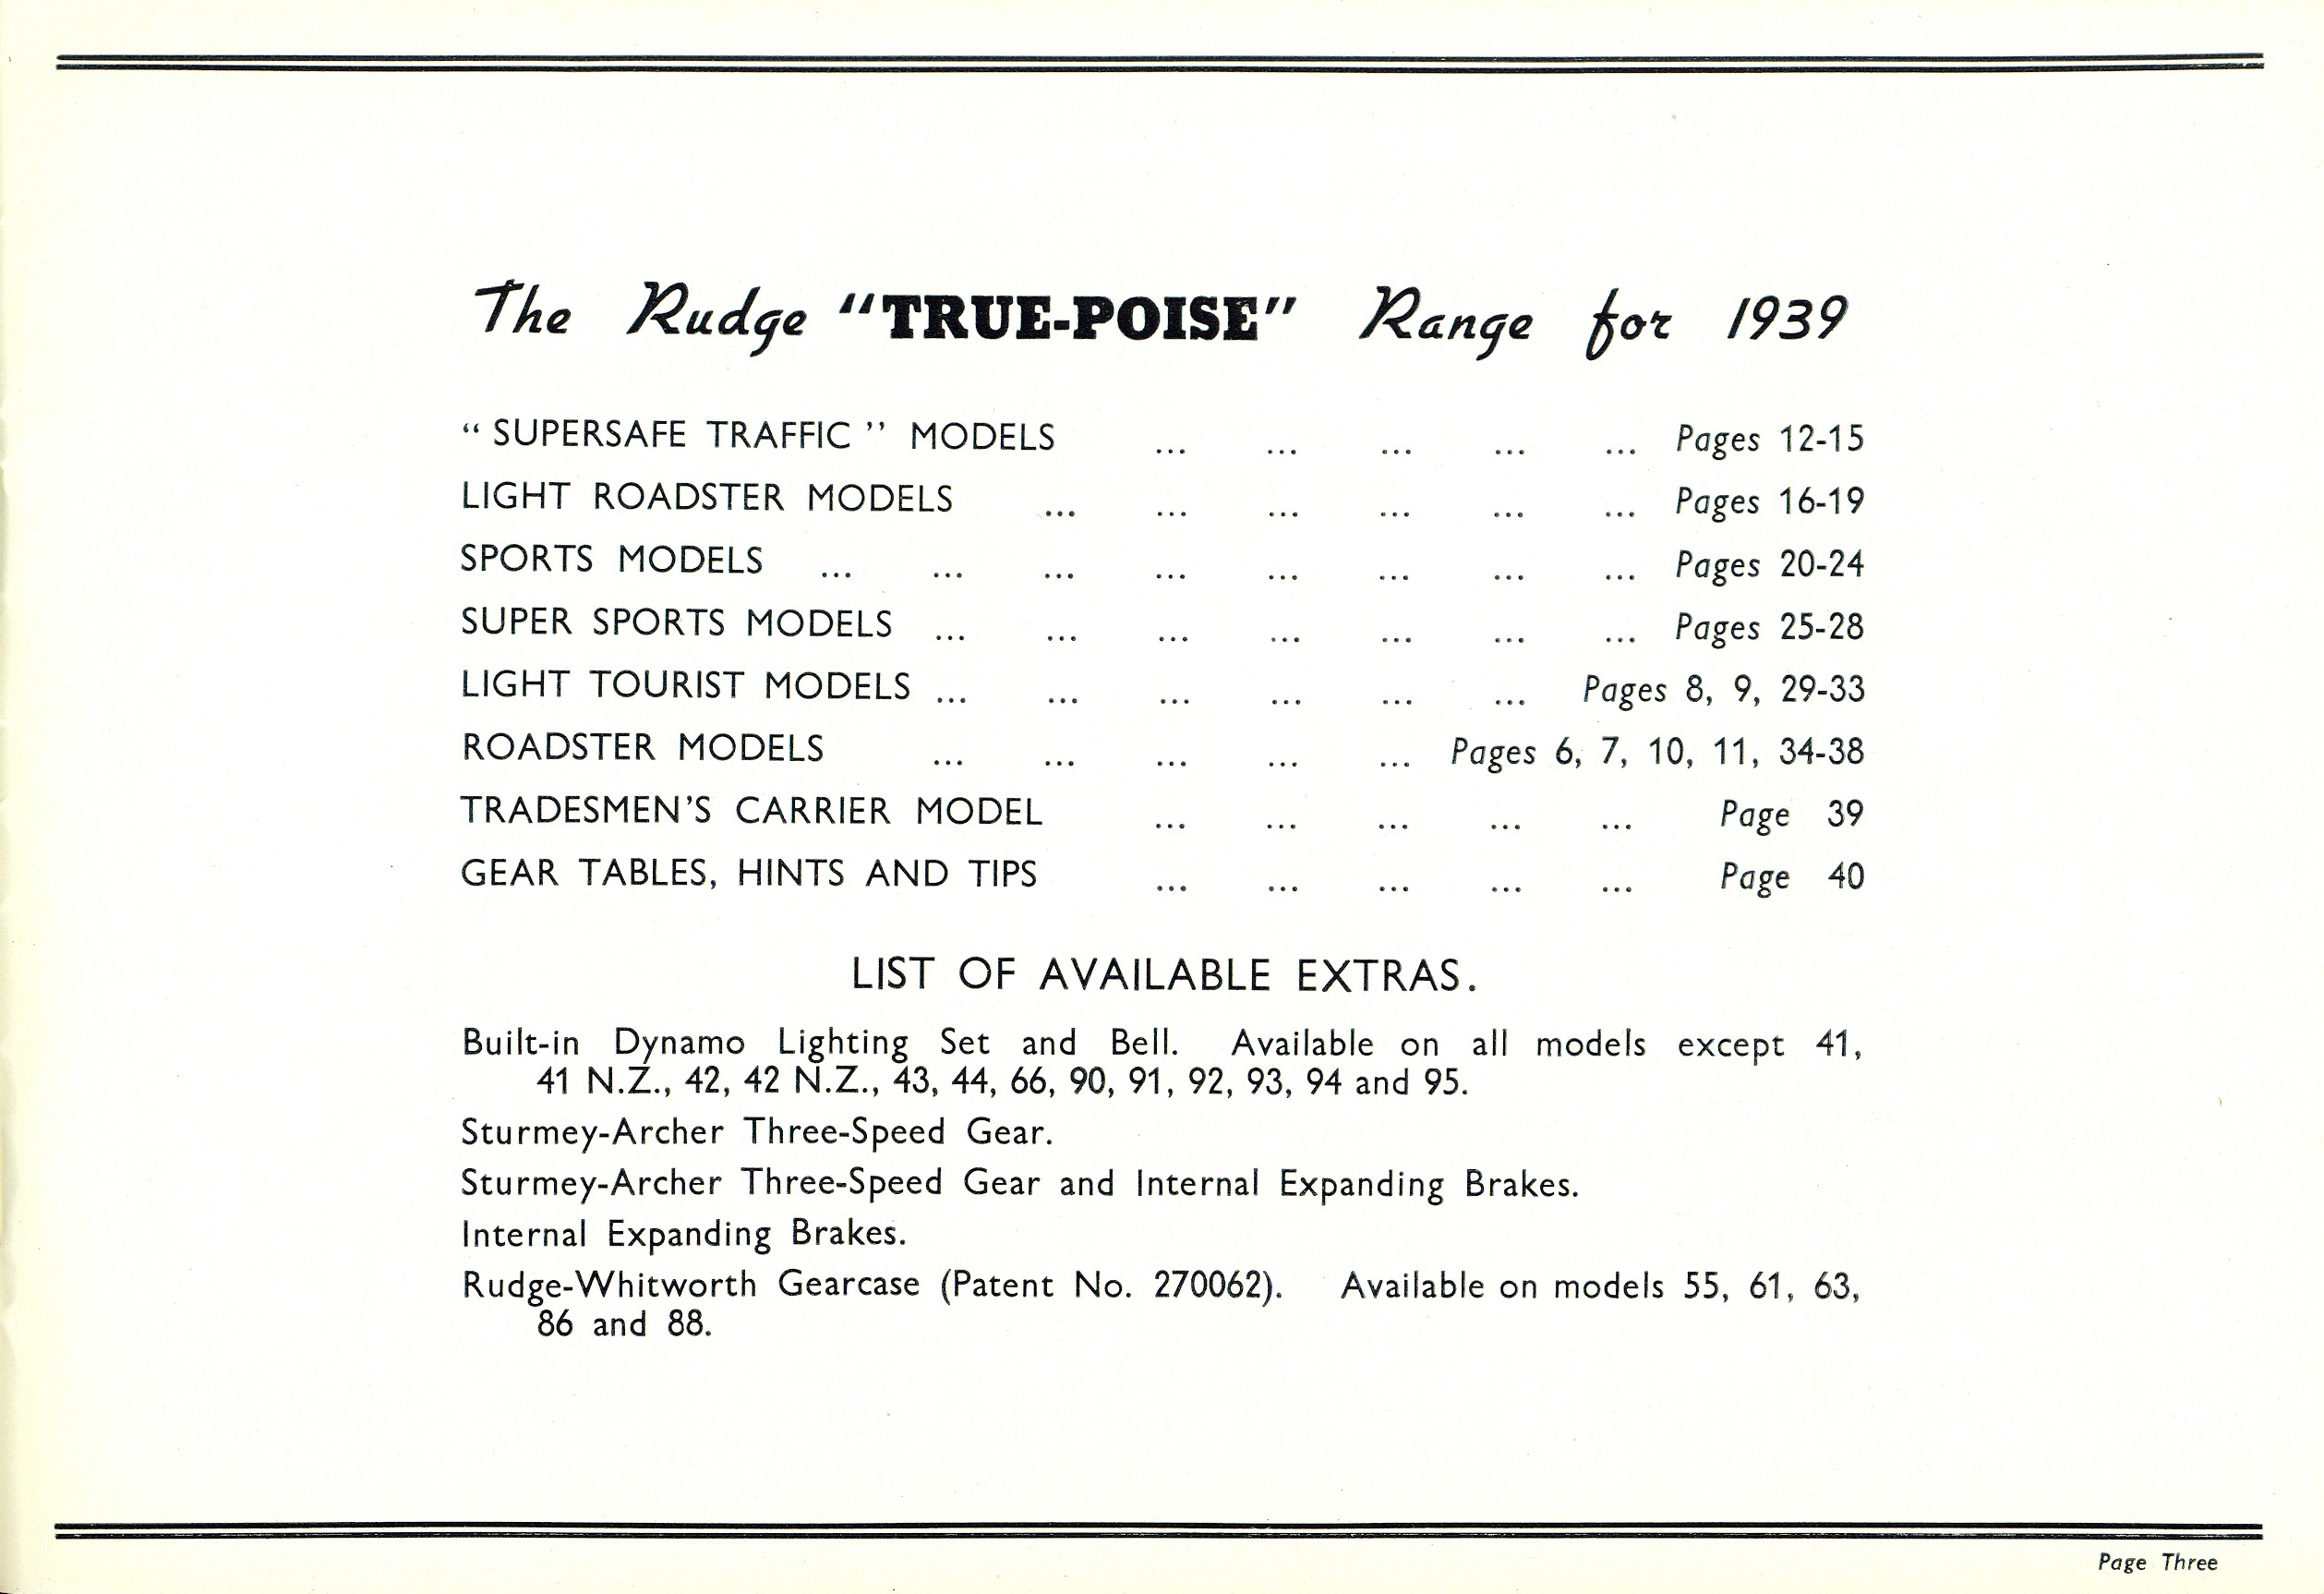 The Rudge "TRUE-POISE" Range for 1939
" SUPERSAFE TRAFFIC " MODELS ... ... ... ... ... Pages 12-15
LIGHT ROADSTER MODELS ... ... ... ... ... ... Pages 16-19
SPORTS MODELS ... ... ... ... ... ... ... ... Pages 20-24
SUPER SPORTS MODELS ... ... ... ... ... ... ... Pages 25-28
LIGHT TOURIST MODELS ... ... ... ... ... ... Pages 8, 9, 29-33
ROADSTER MODELS ... ... ... ... ... Pages 6, 7, 10, 11, 34-38
TRADESMEN'S CARRIER MODEL ... ... ... ... ... Page 39
GEAR TABLES, HINTS AND TIPS ... ... ... ... ... Page 40
LIST OF AVAILABLE EXTRAS.
Built-in Dynamo Lighting Set and Bell. Available on all models except 41,
41 N.Z., 42, 42 N.Z., 43, 44, 66, 90, 91, 92, 93, 94 and 95.
Sturmey-Archer Three-Speed Gear.
Sturmey-Archer Three-Speed Gear and Internal Expanding Brakes.
Internal Expanding Brakes.
Rudge-Whitworth Gearcase (Patent No. 270062). Available on models 55, 61, 63,
86 and 88.
Page Three